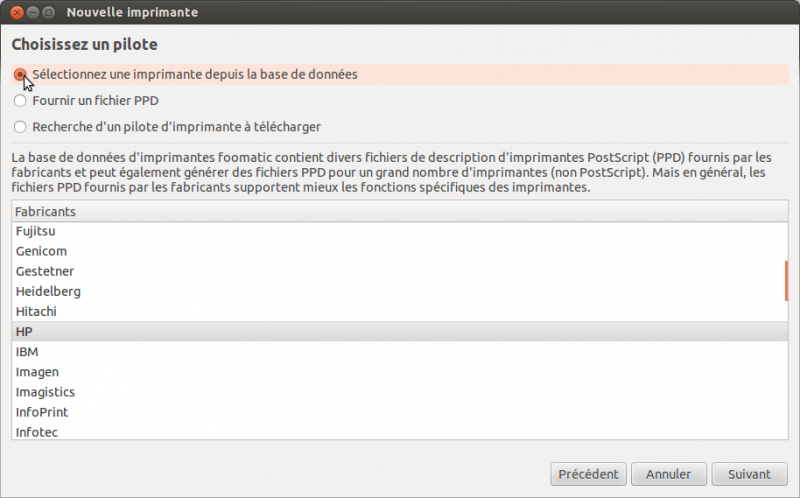 Nouvelle imprimante
Choisissez un pilote
Sélectionnez une imprimante depuis la base de données
Fournir un fichier PPD
Recherche d'un pilote d'imprimante à télécharger
La base de données d'imprimantes foomatic contient divers fichiers de description d'imprimantes PostScript (PPD) fournis par les
fabricants et peut également générer des fichiers PPD pour un grand nombre d'imprimantes (non PostScript). Mais en général, les
fichiers PPD fournis par les fabricants supportent mieux les fonctions spécifiques des imprimantes.
Fabricants
Fujitsu
Genicom
Gestetner
Heidelberg
Hitachi
HP
IBM
Imagen
Imagistics
InfoPrint
Infotec
Précédent
Annuler
Suivant